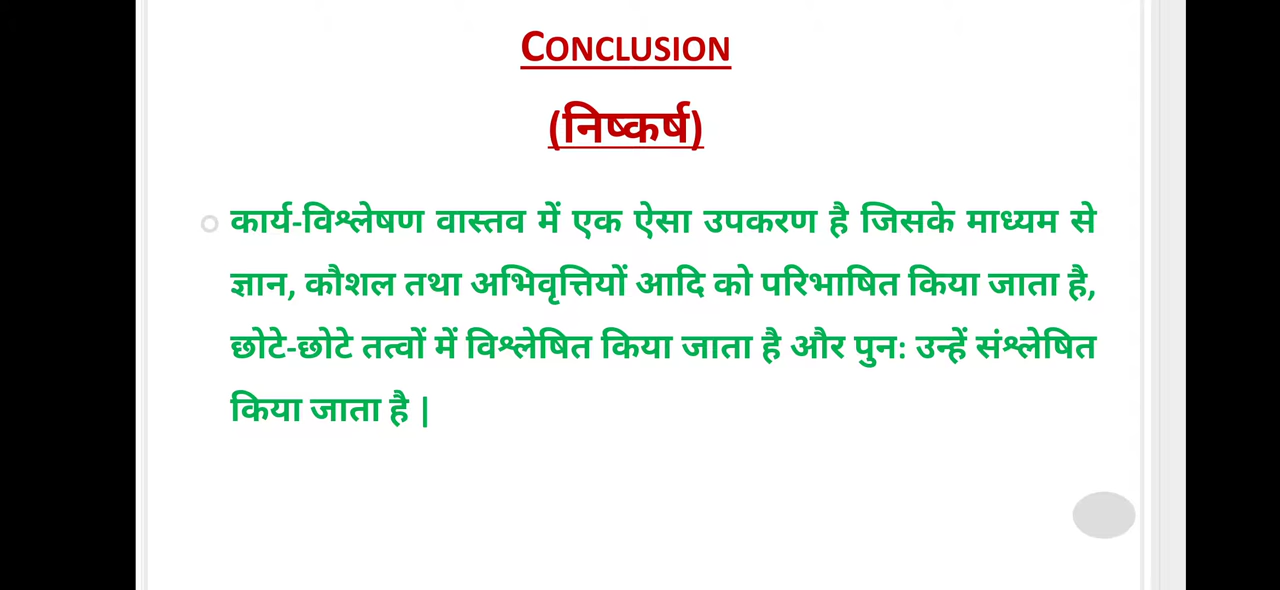 CONCLUSION
(निष्कर्ष)
कार्य-विश्लेषण वास्तव में एक ऐसा उपकरण है जिसके माध्यम से
ज्ञान, कौशल तथा अभिवृत्तियों आदि को परिभाषित किया जाता है,
छोटे-छोटे तत्वों में विश्लेषित किया जाता है और पुन: उन्हें संश्लेषित
किया जाता है |